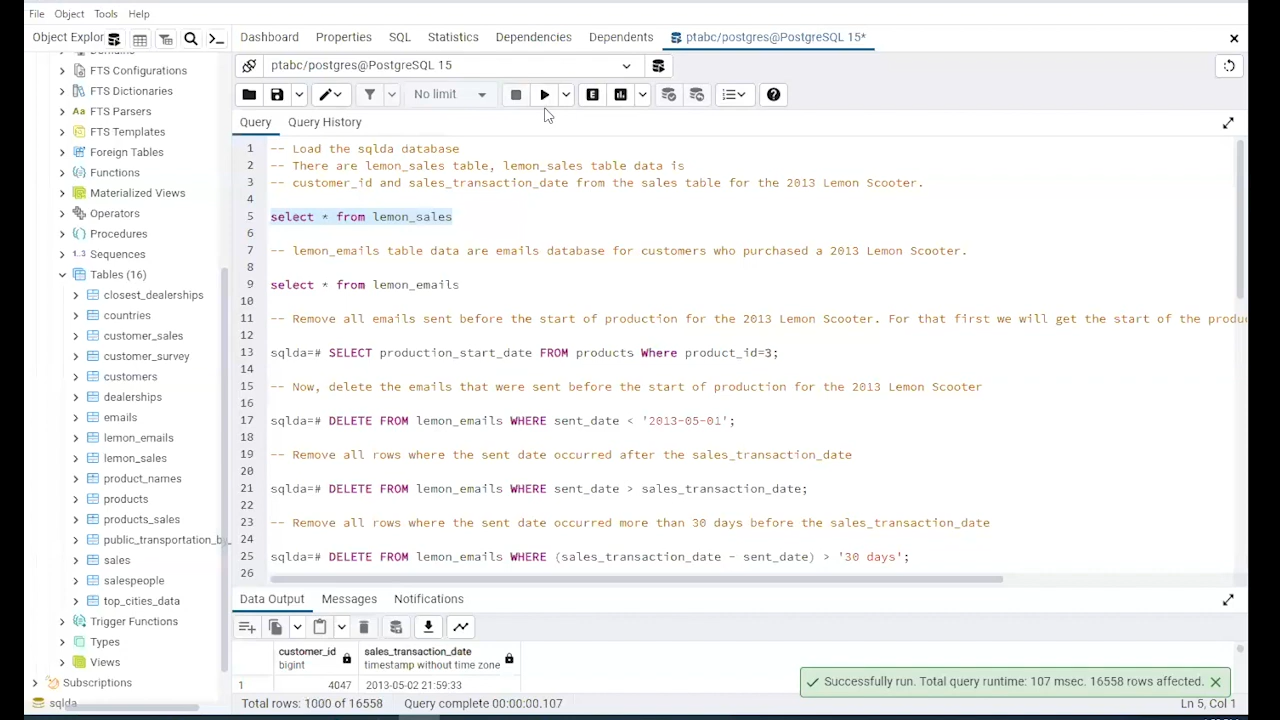 File Object Tools Help
Object Explor
Dashboard Properties SQL Statistics Dependencies Dependents ptabc/postgres@PostgreSQL 15*
ptabc/postgres@PostgreSQL 15
No limit
Query Query History
FTS Configurations
FTS Dictionaries
Aa FTS Parsers
FTS Templates
Foreign Tables
Functions
Materialized Views
Operators
Procedures
1..3 Sequences
Tables (16)
closest_dealerships
countries
customer_sales
customer_survey
customers
dealerships
emails
lemon_emails
lemon_sales
product_names
products
products_sales
public_transportation_by_
sales
salespeople
top_cities_data
Trigger Functions
Types
Views
Subscriptions
sqlda
1 -- Load the sqlda database
2 -- There are lemon_sales table, lemon_sales table data is
3 -- customer_id and sales_transaction_date from the sales table for the 2013 Lemon Scooter.
4
5 select * from lemon_sales
6
7 -- lemon_emails table data are emails database for customers who purchased a 2013 Lemon Scooter.
8
9 select * from lemon_emails
10
11 -- Remove all emails sent before the start of production for the 2013 Lemon Scooter. For that first we will get the start of the produ
12
13 sqlda=# SELECT production_start_date FROM products Where product_id=3;
14
15 -- Now, delete the emails that were sent before the start of production for the 2013 Lemon Scooter
16
17 sqlda=# DELETE FROM lemon_emails WHERE sent_date < '2013-05-01';
18
19 -- Remove all rows where the sent date occurred after the sales_transaction_date
20
21 sqlda=# DELETE FROM lemon_emails WHERE sent_date > sales_transaction_date;
22
23 -- Remove all rows where the sent date occurred more than 30 days before the sales_transaction_date
24
25 sqlda=# DELETE FROM lemon_emails WHERE (sales_transaction_date - sent_date) > '30 days';
26
Data Output Messages Notifications
customer_id sales_transaction_date
bigint timestamp without time zone
1 4047 2013-05-02 21:59:33
Successfully run. Total query runtime: 107 msec. 16558 rows affected.
Total rows: 1000 of 16558 Query complete 00:00:00.107 Ln 5, Col 1